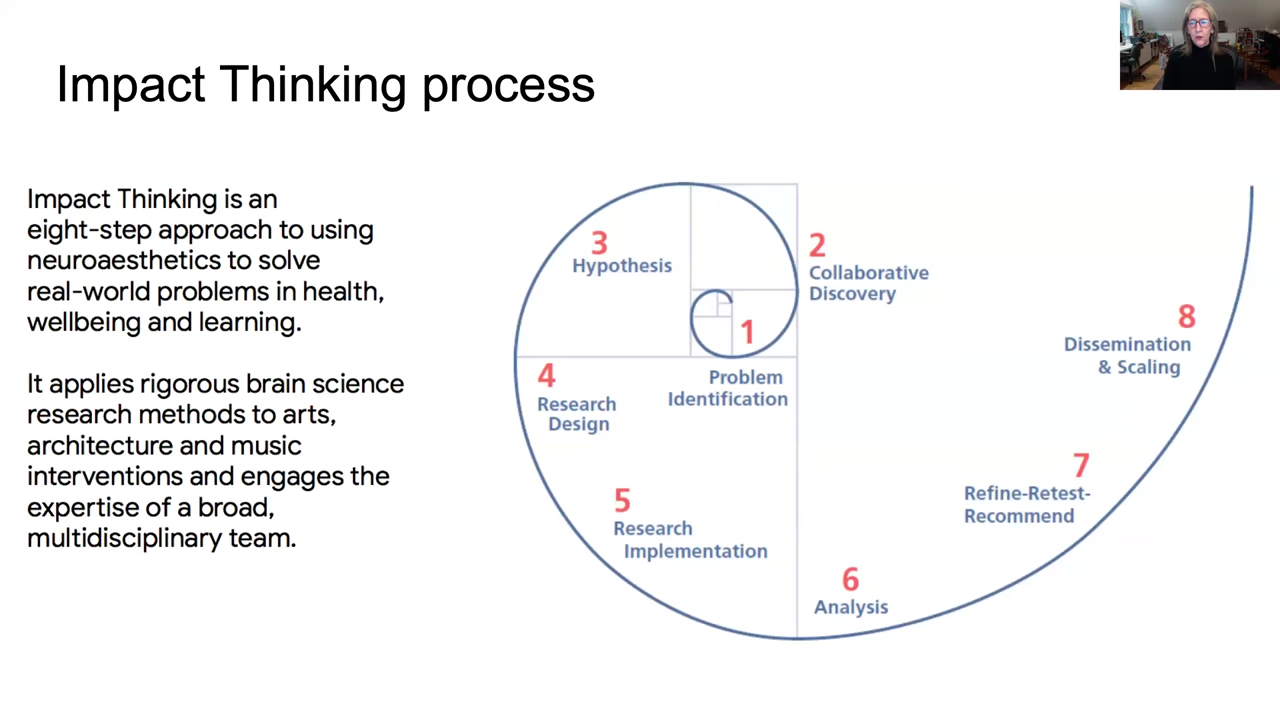 Impact Thinking process
Impact Thinking is an
eight-step approach to using
neuroaesthetics to solve
real-world problems in health,
wellbeing and learning.
It applies rigorous brain science
research methods to arts,
architecture and music
interventions and engages the
expertise of a broad,
multidisciplinary team.
1
Problem
Identification
2
Collaborative
Discovery
3
Hypothesis
4
Research
Design
5
Research
Implementation
6
Analysis
7
Refine-Retest-
Recommend
8
Dissemination
& Scaling